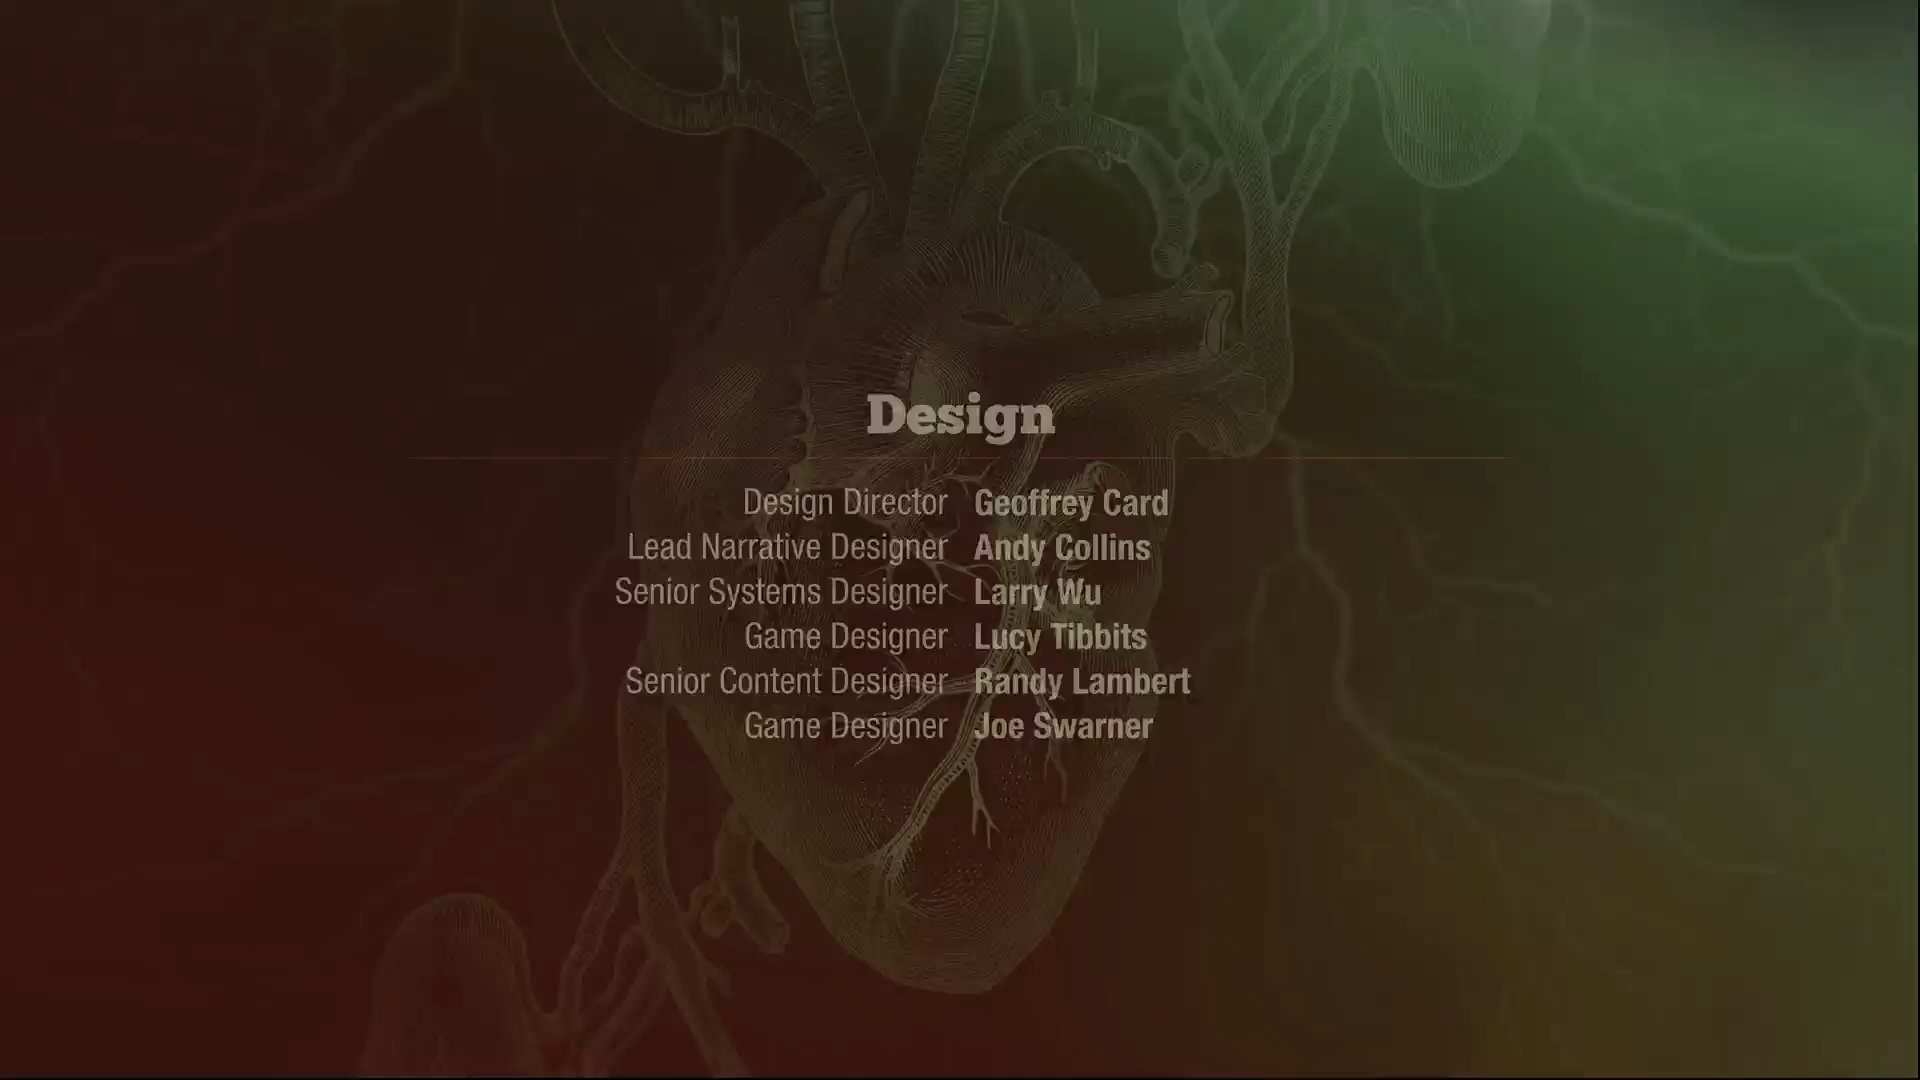 Design
Design Director Geoffrey Card
Lead Narrative Designer Andy Collins
Senior Systems Designer Larry Wu
Game Designer Lucy Tibbits
Senior Content Designer Randy Lambert
Game Designer Joe Swarner